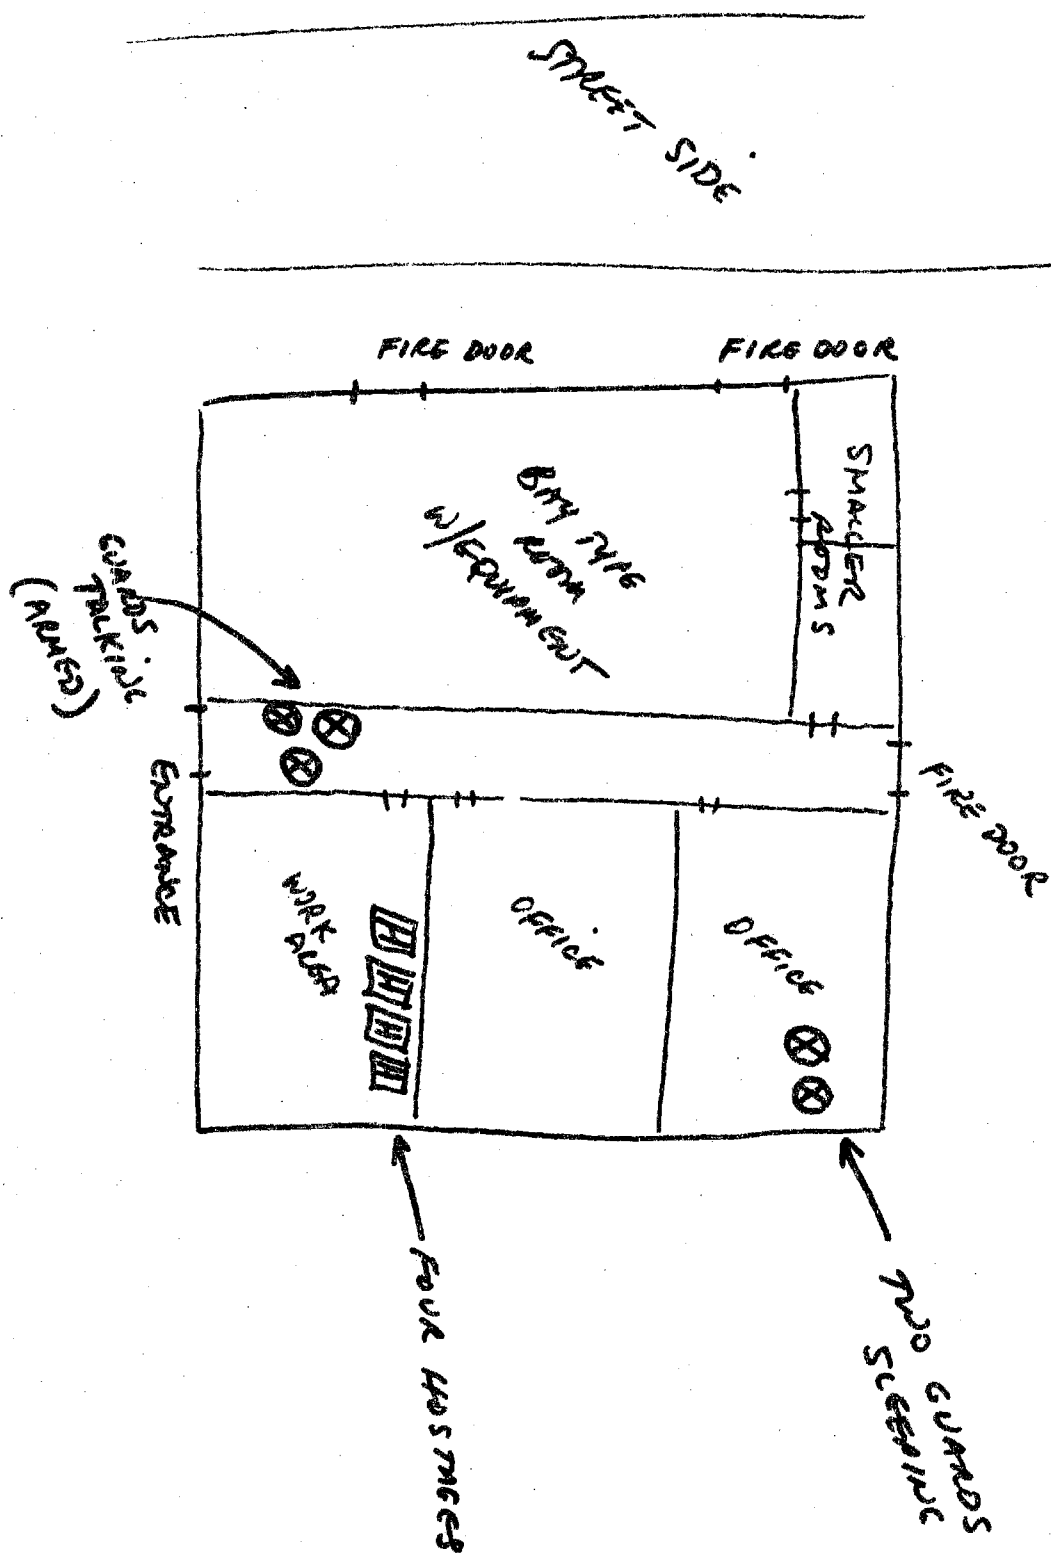 STREET SIDE
FIRE DOOR
FIRE DOOR
SMALLER
ROOMS
BAY TYPE
ROOM
W/EQUIPMENT
GUARDS
TALKING
(ARMED)
ENTRANCE
FIRE DOOR
WORK
AREA
H H H H
OFFICE
OFFICE
FOUR HOSTAGES
TWO GUARDS
SLEEPING